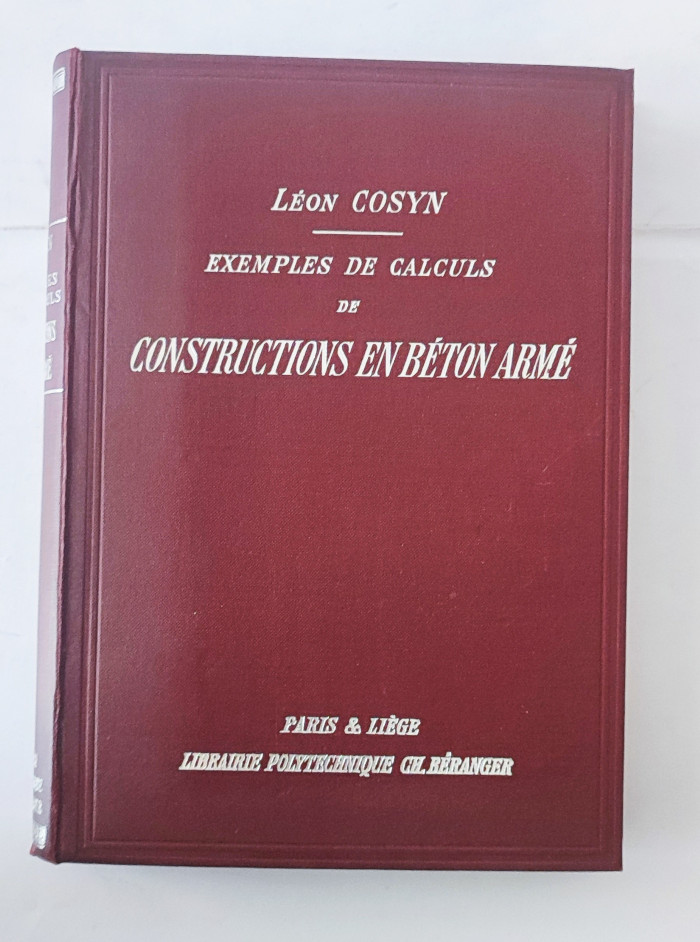 LÉON COSYN
EXEMPLES DE CALCULS
DE
CONSTRUCTIONS EN BÉTON ARMÉ
PARIS & LIÈGE
LIBRAIRIE POLYTECHNIQUE CH. BÉRANGER